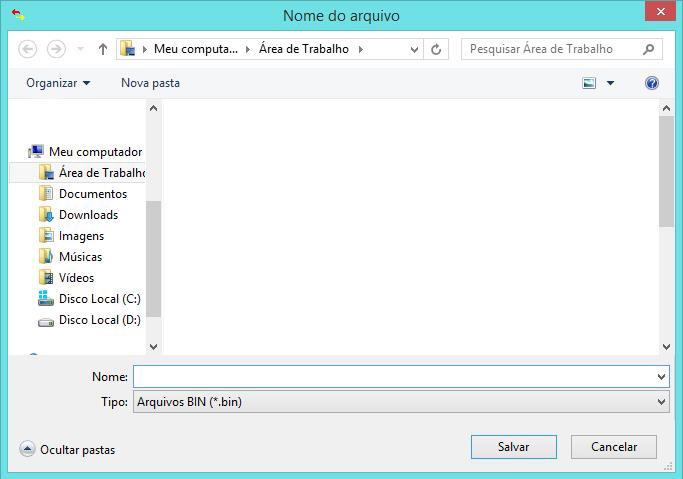 Nome do arquivo
Meu computa... Área de Trabalho Pesquisar Área de Trabalho
Organizar Nova pasta
Meu computador
Área de Trabalho
Documentos
Downloads
Imagens
Músicas
Vídeos
Disco Local (C:)
Disco Local (D:)
Nome:
Tipo: Arquivos BIN (*.bin)
Ocultar pastas Salvar Cancelar